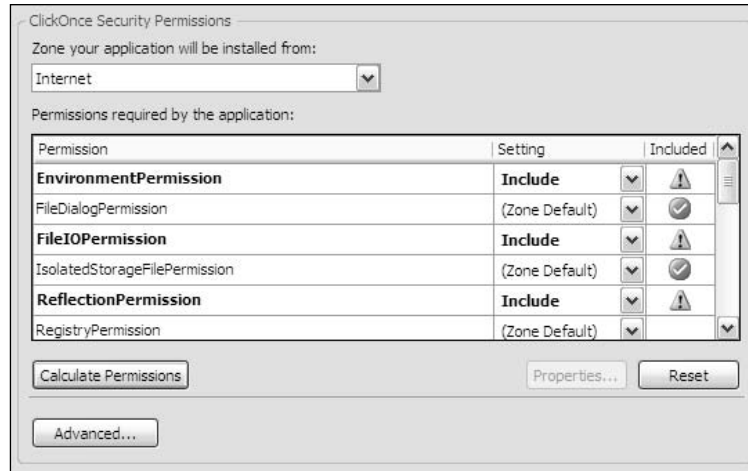 ClickOnce Security Permissions
Zone your application will be installed from:
Internet
Permissions required by the application:
Permission Setting Included
EnvironmentPermission Include
FileDialogPermission (Zone Default)
FileIOPermission Include
IsolatedStorageFilePermission (Zone Default)
ReflectionPermission Include
RegistryPermission (Zone Default)
Calculate Permissions Properties... Reset
Advanced...